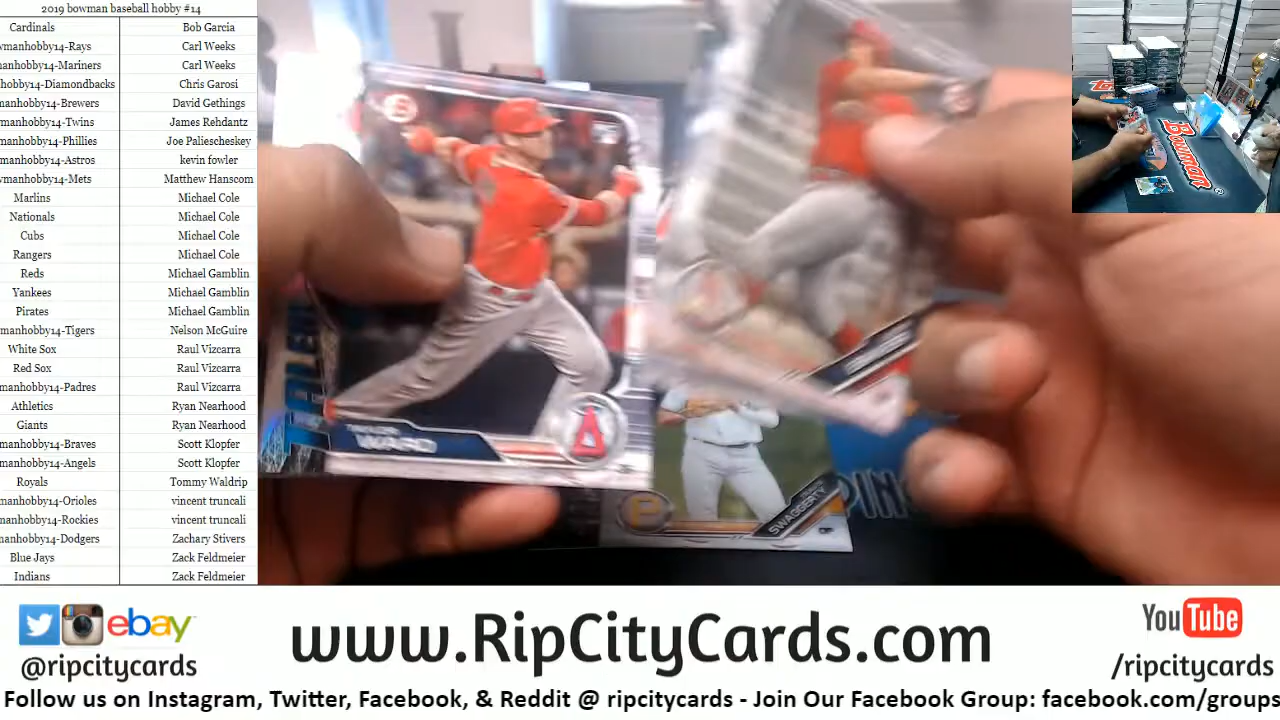 2019 bowman baseball hobby #14
Cardinals Bob Garcia
wmanhobby14-Rays Carl Weeks
manhobby14-Mariners Carl Weeks
hobby14-Diamondbacks Chris Garosi
manhobby14-Brewers David Gethings
wmanhobby14-Twins James Rehdantz
manhobby14-Phillies Joe Paliescheskey
manhobby14-Astros kevin fowler
wmanhobby14-Mets Matthew Hanscom
Marlins Michael Cole
Nationals Michael Cole
Cubs Michael Cole
Rangers Michael Cole
Reds Michael Gamblin
Yankees Michael Gamblin
Pirates Michael Gamblin
manhobby14-Tigers Nelson McGuire
White Sox Raul Vizcarra
Red Sox Raul Vizcarra
manhobby14-Padres Raul Vizcarra
Athletics Ryan Nearhood
Giants Ryan Nearhood
manhobby14-Braves Scott Klopfer
manhobby14-Angels Scott Klopfer
Royals Tommy Waldrip
manhobby14-Orioles vincent truncali
manhobby14-Rockies vincent truncali
manhobby14-Dodgers Zachary Stivers
Blue Jays Zack Feldmeier
Indians Zack Feldmeier
WARD
SWAGGERTY
Bowman
ebay
@ripcitycards
www.RipCityCards.com
YouTube
/ripcitycards
Follow us on Instagram, Twitter, Facebook, & Reddit @ ripcitycards - Join Our Facebook Group: facebook.com/groups